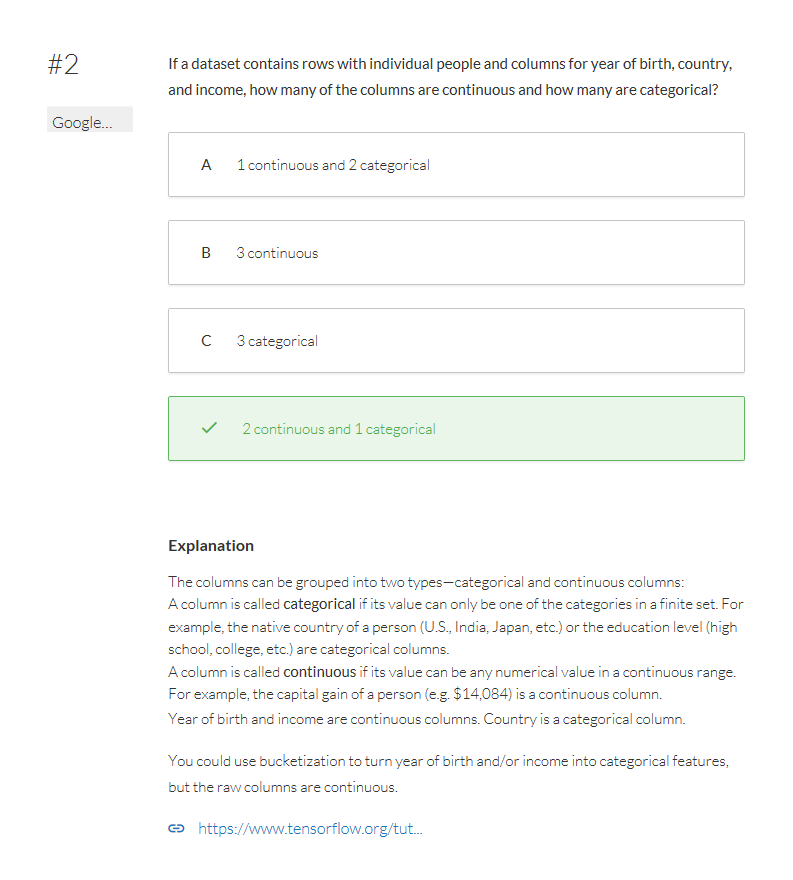 #2
Google...
If a dataset contains rows with individual people and columns for year of birth, country,
and income, how many of the columns are continuous and how many are categorical?
A 1 continuous and 2 categorical
B 3 continuous
C 3 categorical
✓ 2 continuous and 1 categorical
Explanation
The columns can be grouped into two types—categorical and continuous columns:
A column is called categorical if its value can only be one of the categories in a finite set. For
example, the native country of a person (U.S., India, Japan, etc.) or the education level (high
school, college, etc.) are categorical columns.
A column is called continuous if its value can be any numerical value in a continuous range.
For example, the capital gain of a person (e.g. $14,084) is a continuous column.
Year of birth and income are continuous columns. Country is a categorical column.
You could use bucketization to turn year of birth and/or income into categorical features,
but the raw columns are continuous.
https://www.tensorflow.org/tut...